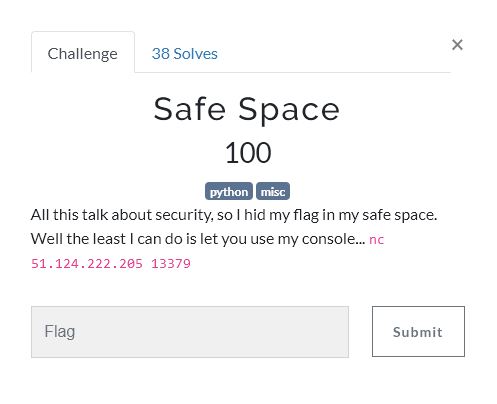 Challenge
38 Solves
×
Safe Space
100
python misc
All this talk about security, so I hid my flag in my safe space.
Well the least I can do is let you use my console... nc
51.124.222.205 13379
Flag
Submit